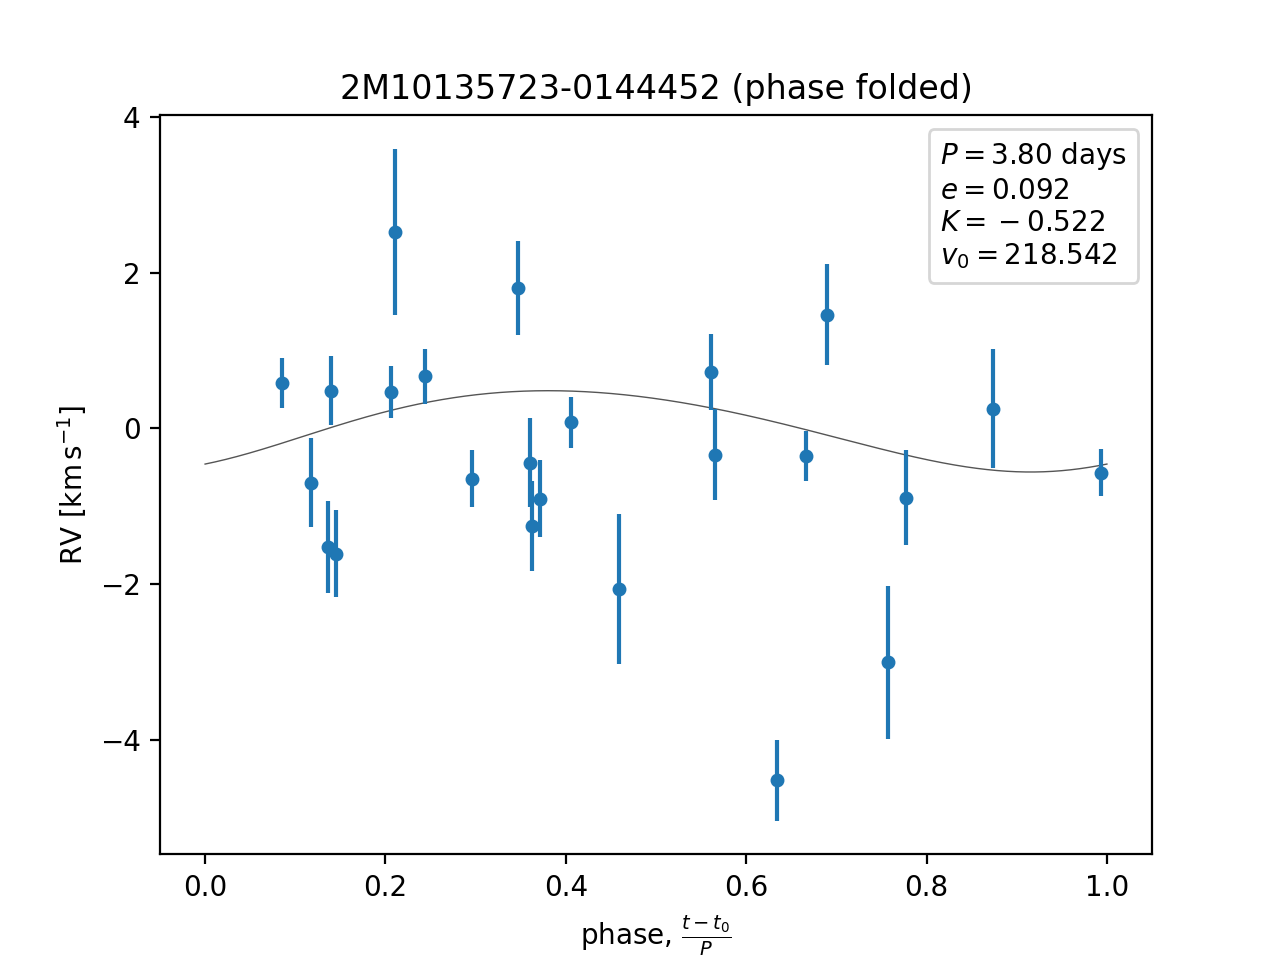 2M10135723-0144452 (phase folded)
P = 3.80 days
e = 0.092
K = −0.522
v₀ = 218.542
4
2
0
−2
−4
RV [km s⁻¹]
0.0 0.2 0.4 0.6 0.8 1.0
phase, (t − t₀)/P